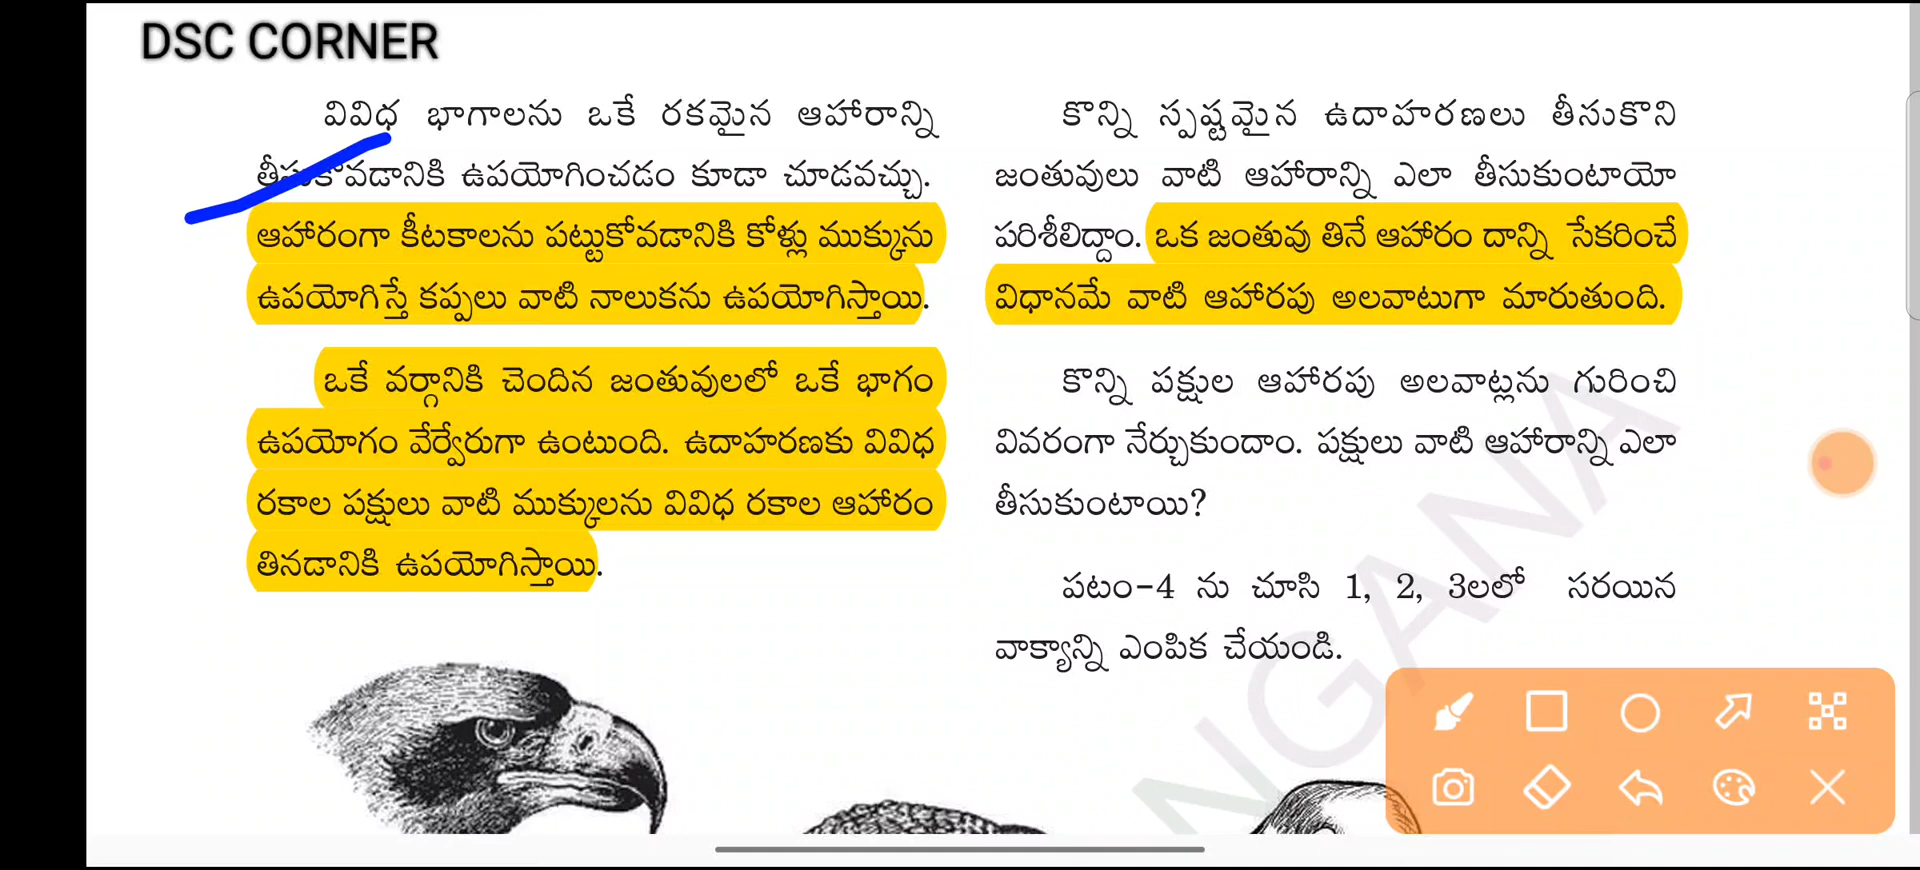 DSC CORNER
వివిధ భాగాలను ఒకే రకమైన ఆహారాన్ని
తీసుకోవడానికి ఉపయోగించడం కూడా చూడవచ్చు.
ఆహారంగా కీటకాలను పట్టుకోవడానికి కోళ్లు ముక్కును
ఉపయోగిస్తే కప్పలు వాటి నాలుకను ఉపయోగిస్తాయి.
ఒకే వర్గానికి చెందిన జంతువులలో ఒకే భాగం
ఉపయోగం వేర్వేరుగా ఉంటుంది. ఉదాహరణకు వివిధ
రకాల పక్షులు వాటి ముక్కులను వివిధ రకాల ఆహారం
తినడానికి ఉపయోగిస్తాయి.
కొన్ని స్పష్టమైన ఉదాహరణలు తీసుకొని
జంతువులు వాటి ఆహారాన్ని ఎలా తీసుకుంటాయో
పరిశీలిద్దాం. ఒక జంతువు తినే ఆహారం దాన్ని సేకరించే
విధానమే వాటి ఆహారపు అలవాటుగా మారుతుంది.
కొన్ని పక్షుల ఆహారపు అలవాట్లను గురించి
వివరంగా నేర్చుకుందాం. పక్షులు వాటి ఆహారాన్ని ఎలా
తీసుకుంటాయి?
పటం-4 ను చూసి 1, 2, 3లలో సరయిన
వాక్యాన్ని ఎంపిక చేయండి.
NGANA